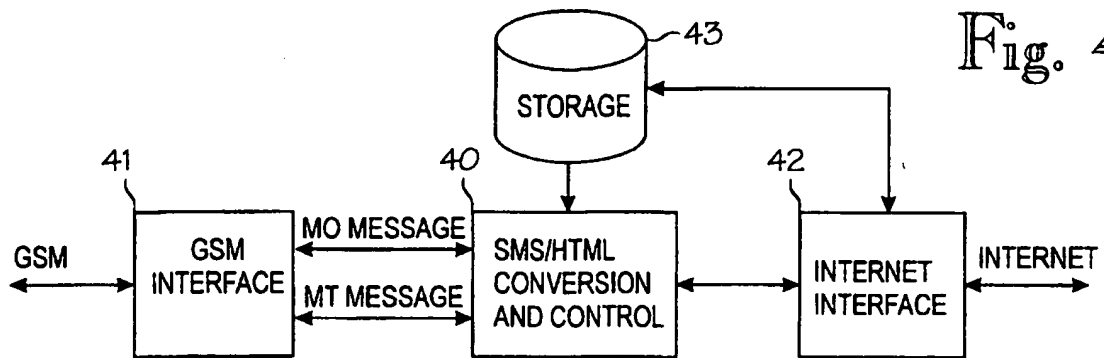 Fig. 4
43
STORAGE
41
40
42
GSM
GSM
INTERFACE
MO MESSAGE
MT MESSAGE
SMS/HTML
CONVERSION
AND CONTROL
INTERNET
INTERFACE
INTERNET